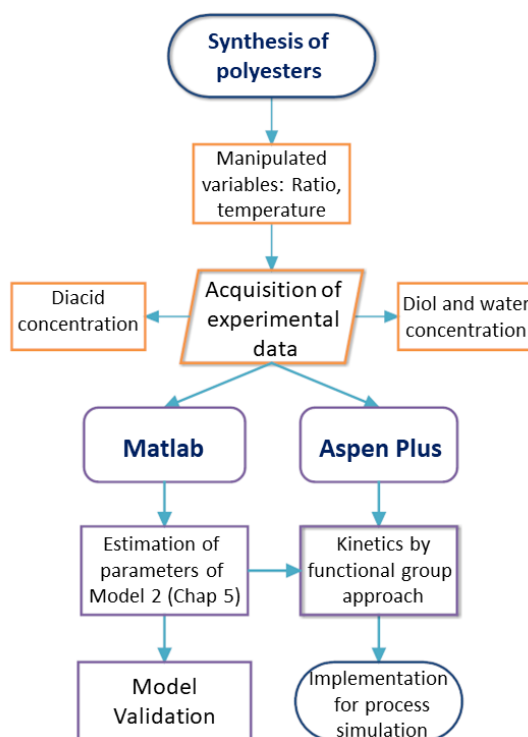 Synthesis of
polyesters
Manipulated
variables: Ratio,
temperature
Diacid
concentration
Acquisition of
experimental
data
Diol and water
concentration
Matlab
Aspen Plus
Estimation of
parameters of
Model 2 (Chap 5)
Kinetics by
functional group
approach
Model
Validation
Implementation
for process
simulation